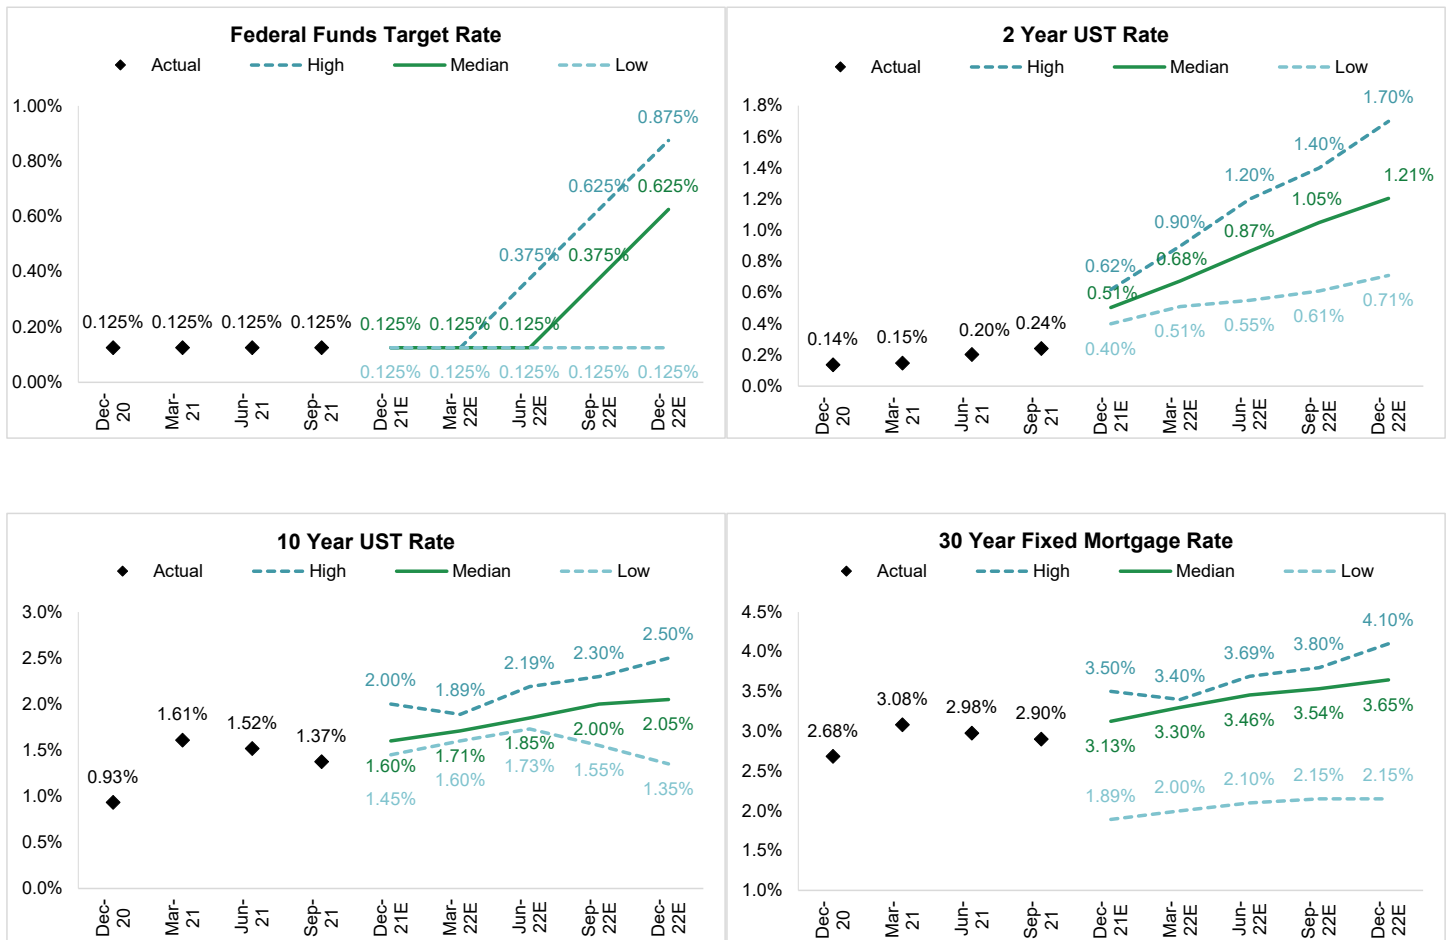 Federal Funds Target Rate
Actual High Median Low
1.00%
0.80%
0.60%
0.40%
0.20%
0.00%
0.875%
0.625% 0.625%
0.375% 0.375%
0.125% 0.125% 0.125% 0.125% 0.125% 0.125% 0.125%
0.125% 0.125% 0.125% 0.125% 0.125%
Dec-20 Mar-21 Jun-21 Sep-21 Dec-21E Mar-22E Jun-22E Sep-22E Dec-22E
2 Year UST Rate
Actual High Median Low
1.8%
1.6%
1.4%
1.2%
1.0%
0.8%
0.6%
0.4%
0.2%
0.0%
0.62% 0.90% 1.20% 1.40% 1.70%
0.51% 0.68% 0.87% 1.05% 1.21%
0.14% 0.15% 0.20% 0.24%
0.40% 0.51% 0.55% 0.61% 0.71%
Dec-20 Mar-21 Jun-21 Sep-21 Dec-21E Mar-22E Jun-22E Sep-22E Dec-22E
10 Year UST Rate
Actual High Median Low
3.0%
2.5%
2.0%
1.5%
1.0%
0.5%
0.0%
2.00% 1.89% 2.19% 2.30% 2.50%
0.93% 1.61% 1.52% 1.37%
1.60% 1.71% 1.85% 2.00% 2.05%
1.45% 1.60% 1.73% 1.55% 1.35%
Dec-20 Mar-21 Jun-21 Sep-21 Dec-21E Mar-22E Jun-22E Sep-22E Dec-22E
30 Year Fixed Mortgage Rate
Actual High Median Low
4.5%
4.0%
3.5%
3.0%
2.5%
2.0%
1.5%
1.0%
3.50% 3.40% 3.69% 3.80% 4.10%
2.68% 3.08% 2.98% 2.90%
3.13% 3.30% 3.46% 3.54% 3.65%
1.89% 2.00% 2.10% 2.15% 2.15%
Dec-20 Mar-21 Jun-21 Sep-21 Dec-21E Mar-22E Jun-22E Sep-22E Dec-22E